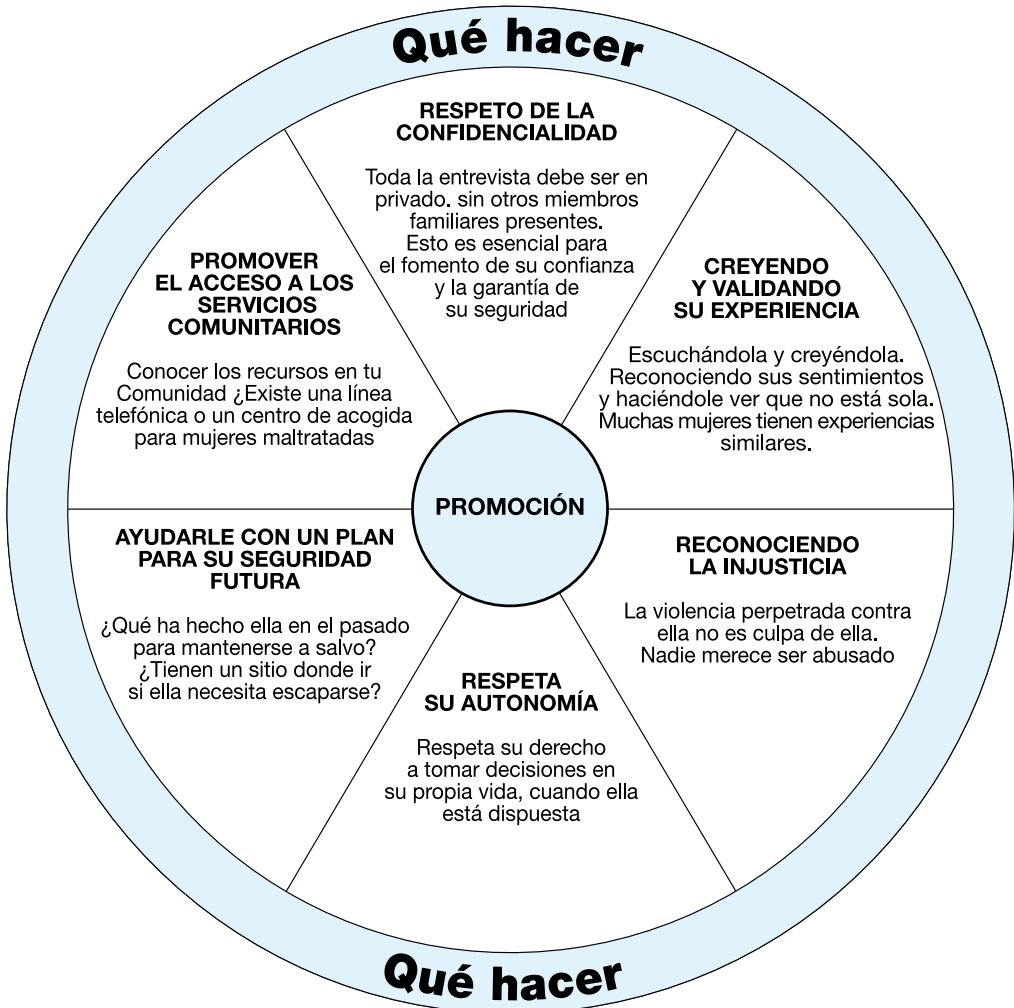 Qué hacer
RESPETO DE LA
CONFIDENCIALIDAD
Toda la entrevista debe ser en
privado. sin otros miembros
familiares presentes.
Esto es esencial para
el fomento de su confianza
y la garantía de
su seguridad
CREYENDO
Y VALIDANDO
SU EXPERIENCIA
Escuchándola y creyéndola.
Reconociendo sus sentimientos
y haciéndole ver que no está sola.
Muchas mujeres tienen experiencias
similares.
RECONOCIENDO
LA INJUSTICIA
La violencia perpetrada contra
ella no es culpa de ella.
Nadie merece ser abusado
RESPETA
SU AUTONOMÍA
Respeta su derecho
a tomar decisiones en
su propia vida, cuando ella
está dispuesta
AYUDARLE CON UN PLAN
PARA SU SEGURIDAD
FUTURA
¿Qué ha hecho ella en el pasado
para mantenerse a salvo?
¿Tienen un sitio donde ir
si ella necesita escaparse?
PROMOVER
EL ACCESO A LOS
SERVICIOS
COMUNITARIOS
Conocer los recursos en tu
Comunidad ¿Existe una línea
telefónica o un centro de acogida
para mujeres maltratadas
PROMOCIÓN
Qué hacer